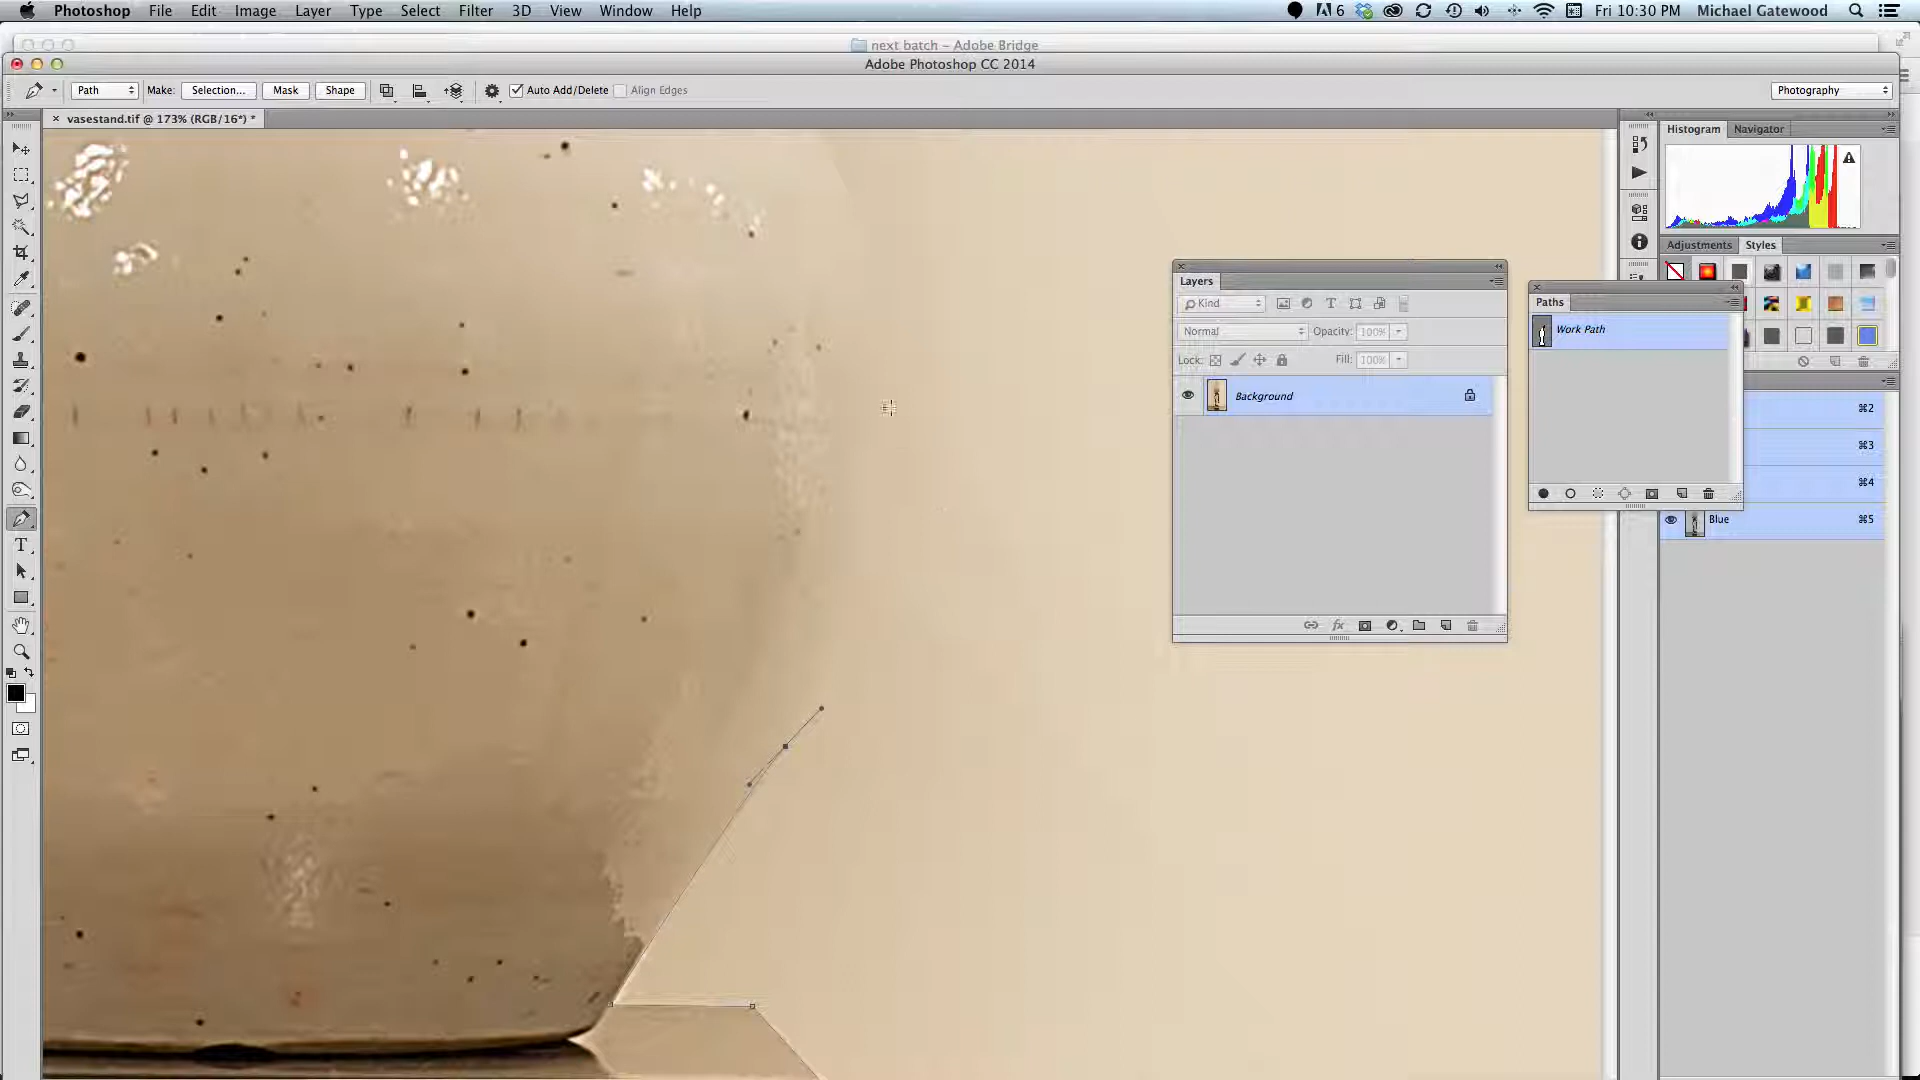 Photoshop File Edit Image Layer Type Select Filter 3D View Window Help 6 Fri 10:30 PM Michael Gatewood
next batch – Adobe Bridge
Adobe Photoshop CC 2014
Path Make: Selection... Mask Shape Auto Add/Delete Align Edges Photography
× vasestand.tif @ 173% (RGB/16*) *
Histogram Navigator
Adjustments Styles
Layers
Kind
Normal Opacity: 100%
Lock: Fill: 100%
Background
Paths
Work Path
⌘2
⌘3
⌘4
Blue ⌘5